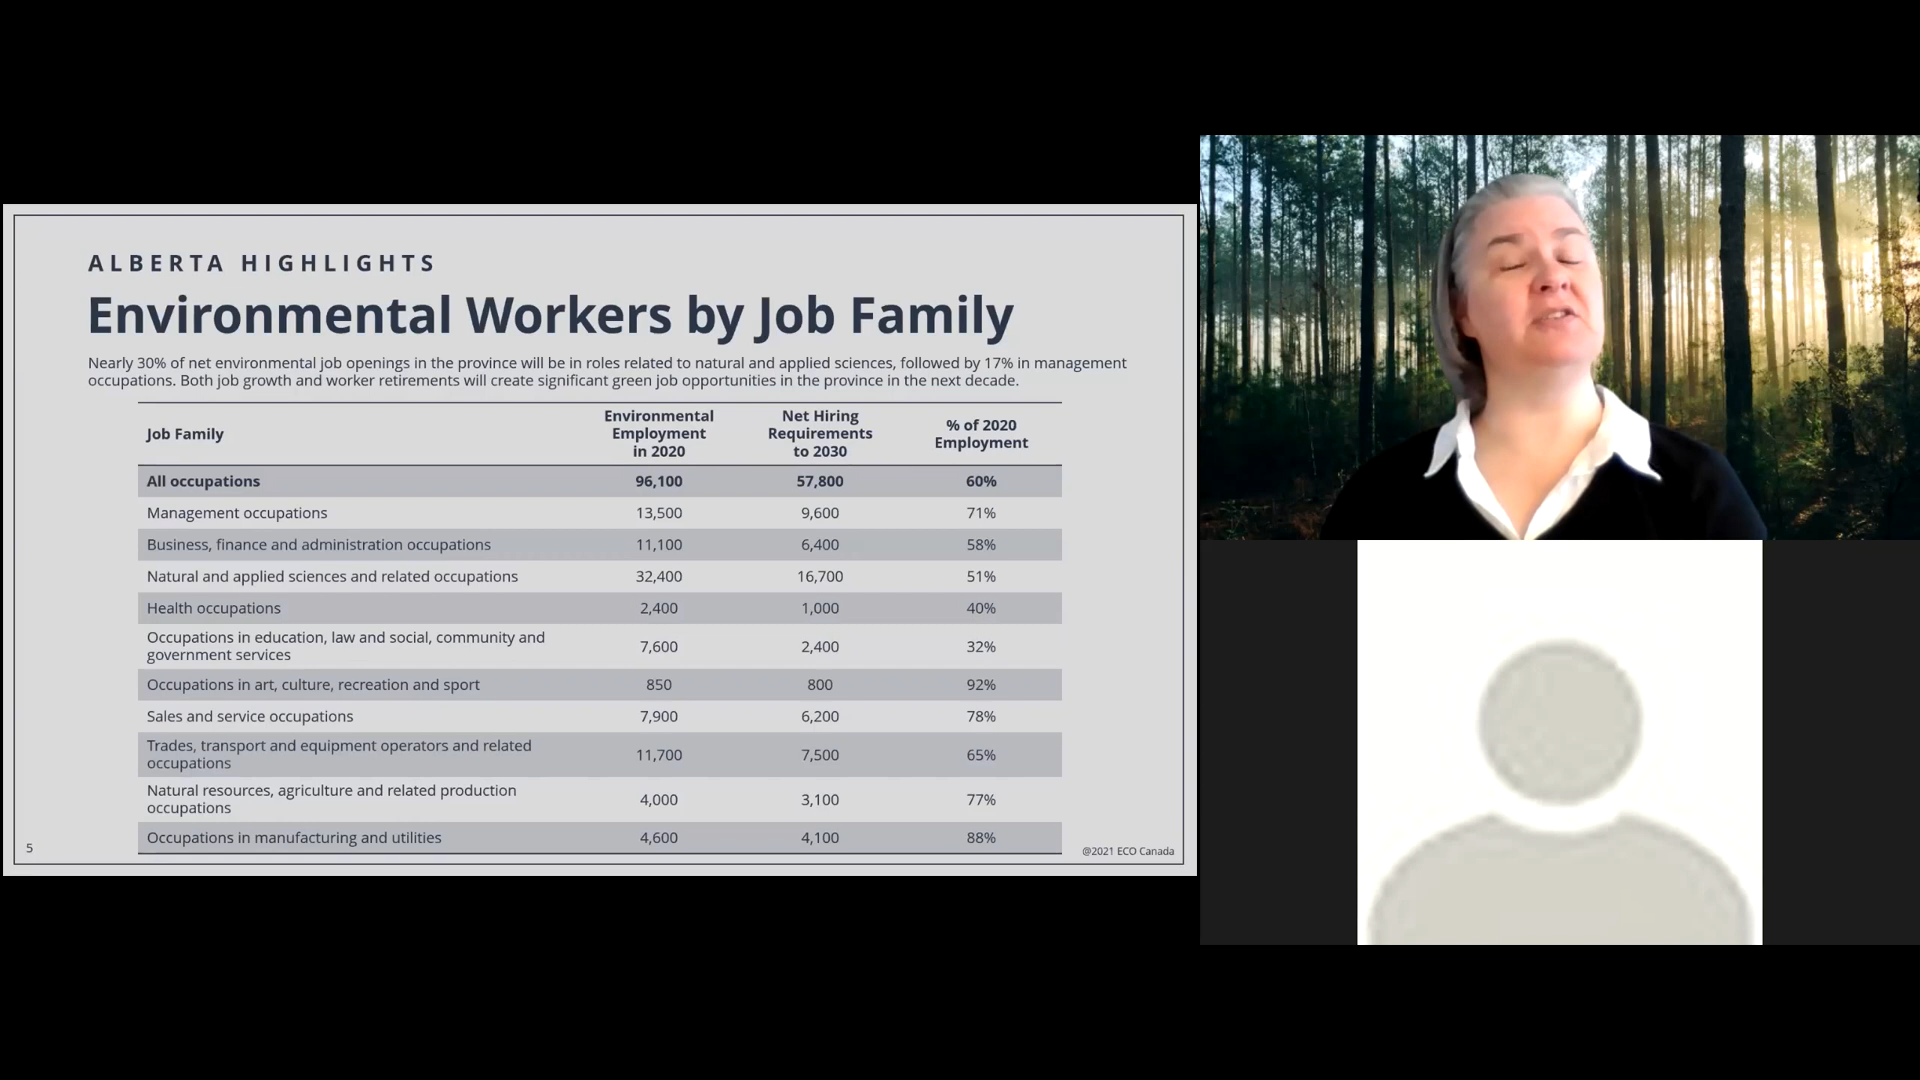 ALBERTA HIGHLIGHTS
Environmental Workers by Job Family
Nearly 30% of net environmental job openings in the province will be in roles related to natural and applied sciences, followed by 17% in management
occupations. Both job growth and worker retirements will create significant green job opportunities in the province in the next decade.
Job Family
Environmental
Employment
in 2020
Net Hiring
Requirements
to 2030
% of 2020
Employment
All occupations 96,100 57,800 60%
Management occupations 13,500 9,600 71%
Business, finance and administration occupations 11,100 6,400 58%
Natural and applied sciences and related occupations 32,400 16,700 51%
Health occupations 2,400 1,000 40%
Occupations in education, law and social, community and
government services 7,600 2,400 32%
Occupations in art, culture, recreation and sport 850 800 92%
Sales and service occupations 7,900 6,200 78%
Trades, transport and equipment operators and related
occupations 11,700 7,500 65%
Natural resources, agriculture and related production
occupations 4,000 3,100 77%
Occupations in manufacturing and utilities 4,600 4,100 88%
5
@2021 ECO Canada